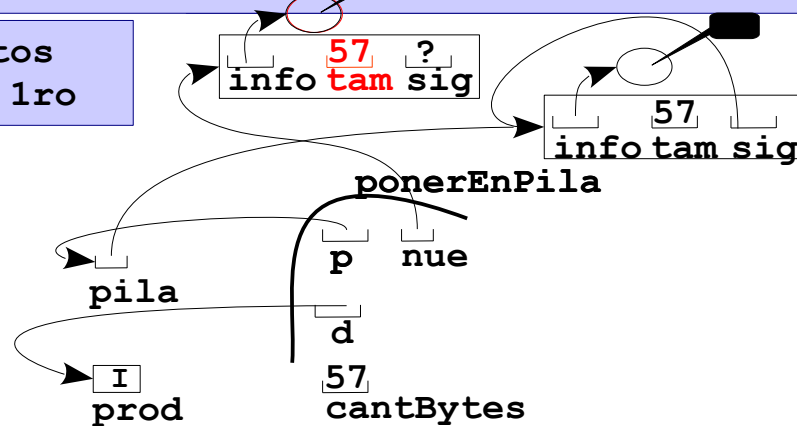 tos
1ro
57 ?
info tam sig
57
info tam sig
ponerEnPila
p nue
pila
d
I
prod
57
cantBytes